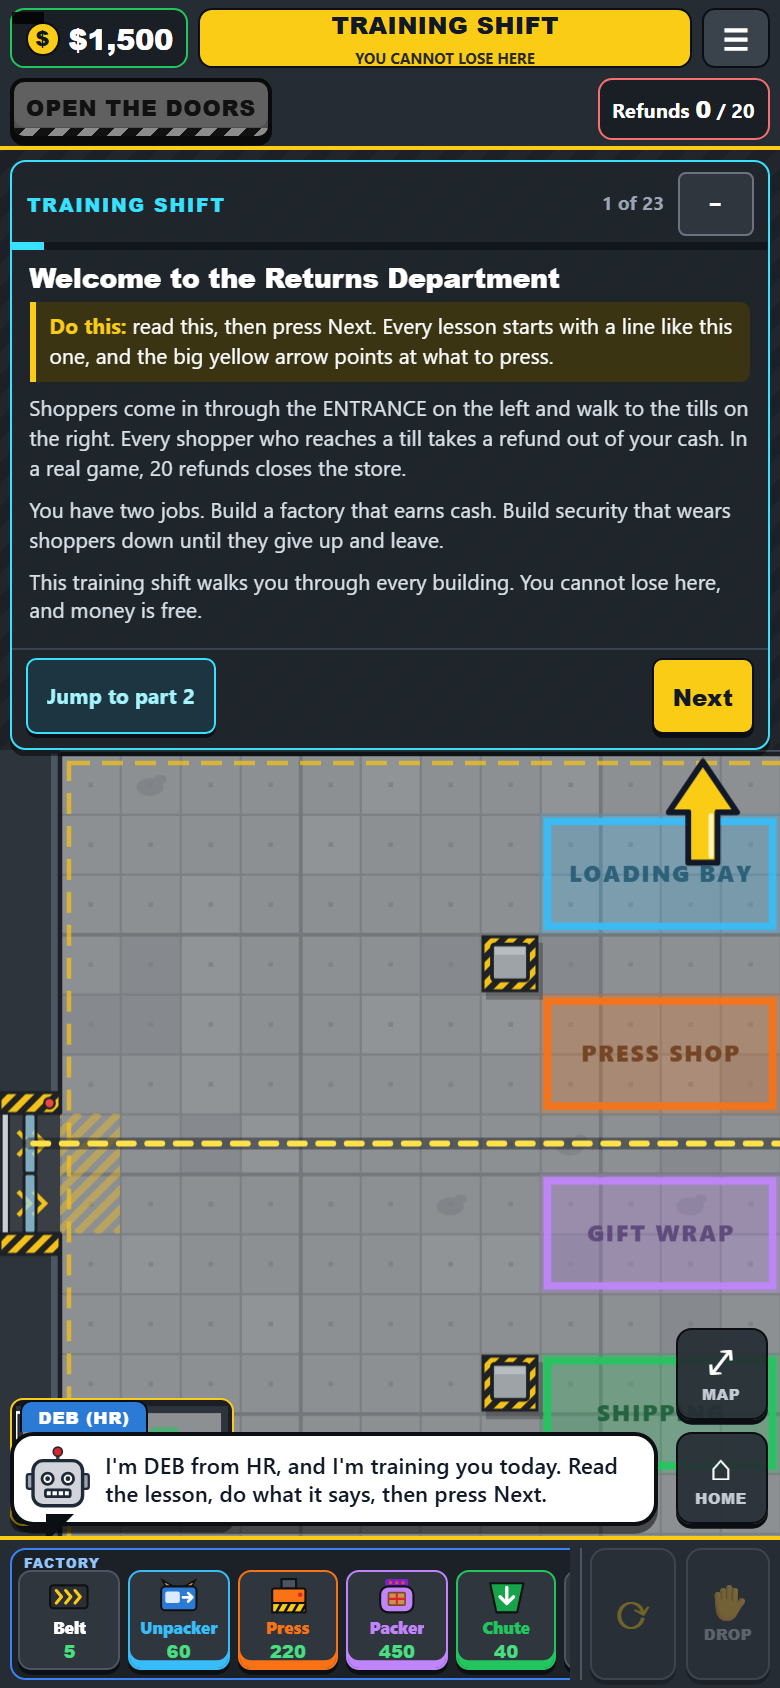 $1,500
TRAINING SHIFT
YOU CANNOT LOSE HERE
OPEN THE DOORS
Refunds 0 / 20
TRAINING SHIFT
1 of 23
Welcome to the Returns Department
Do this: read this, then press Next. Every lesson starts with a line like this
one, and the big yellow arrow points at what to press.
Shoppers come in through the ENTRANCE on the left and walk to the tills on
the right. Every shopper who reaches a till takes a refund out of your cash. In
a real game, 20 refunds closes the store.
You have two jobs. Build a factory that earns cash. Build security that wears
shoppers down until they give up and leave.
This training shift walks you through every building. You cannot lose here,
and money is free.
Jump to part 2
Next
LOADING BAY
PRESS SHOP
GIFT WRAP
SHIPPING
MAP
DEB (HR)
I'm DEB from HR, and I'm training you today. Read
the lesson, do what it says, then press Next.
HOME
FACTORY
Belt
5
Unpacker
60
Press
220
Packer
450
Chute
40
DROP